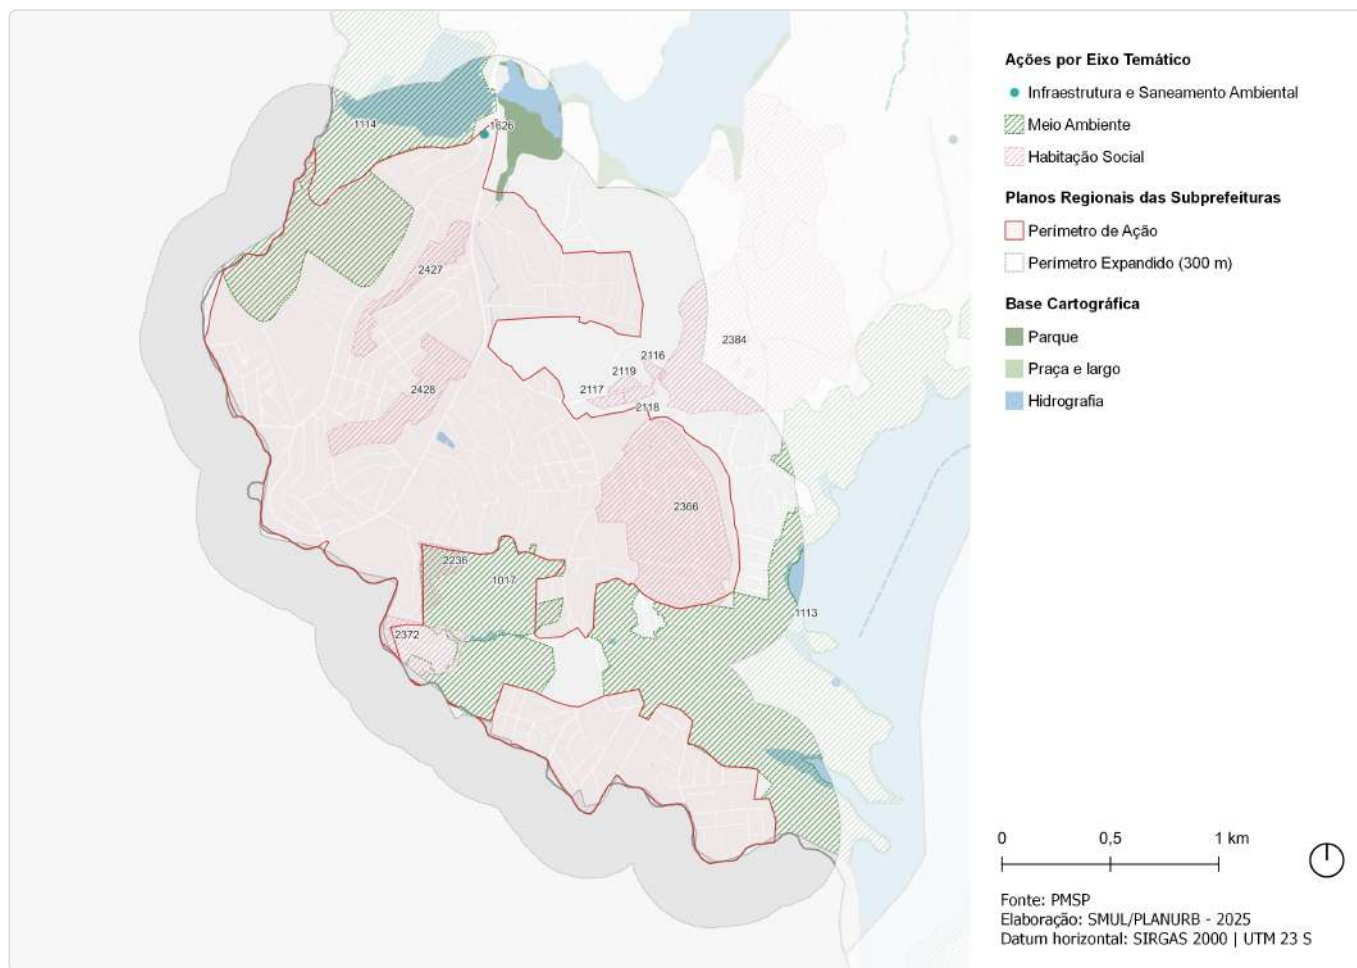 Ações por Eixo Temático
Infraestrutura e Saneamento Ambiental
Meio Ambiente
Habitação Social
Planos Regionais das Subprefeituras
Perímetro de Ação
Perímetro Expandido (300 m)
Base Cartográfica
Parque
Praça e largo
Hidrografia
1114
1626
2427
2384
2116
2119
2117
2428
2118
2366
2236
1017
1113
2372
0 0,5 1 km
Fonte: PMSP
Elaboração: SMUL/PLANURB - 2025
Datum horizontal: SIRGAS 2000 | UTM 23 S